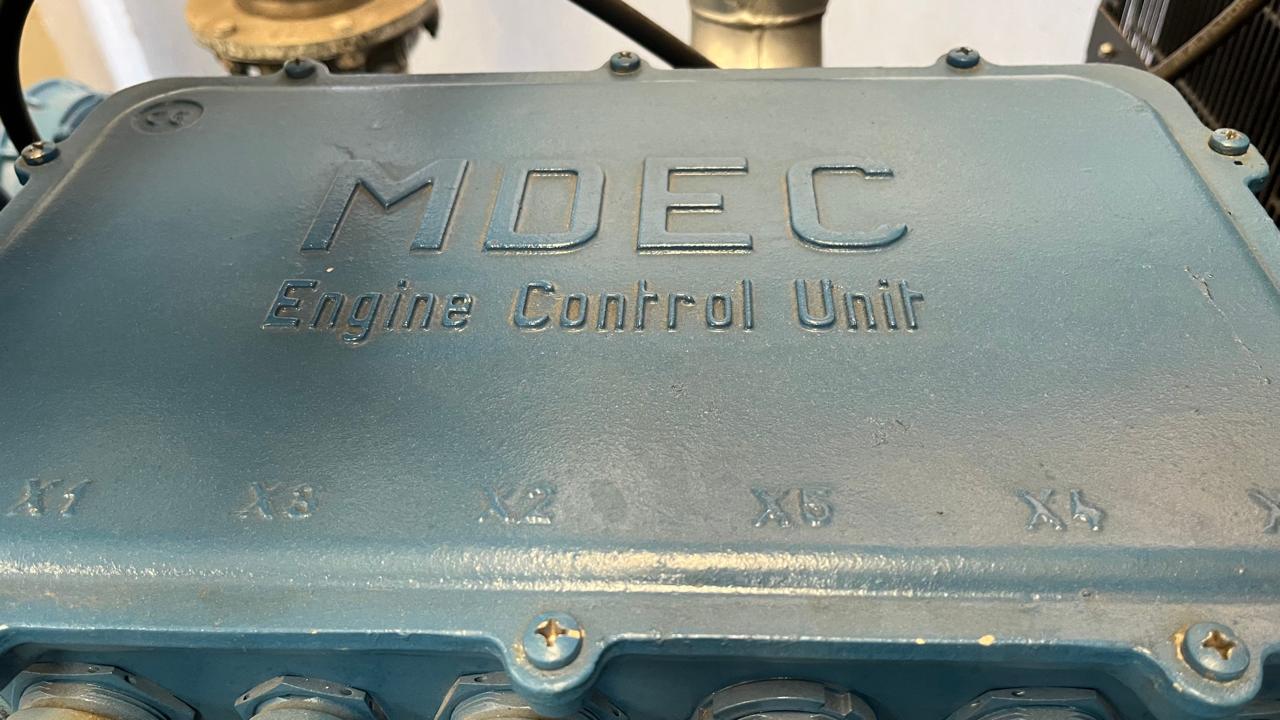 MDEC
Engine Control Unit
X1 X3 X2 X5 X4